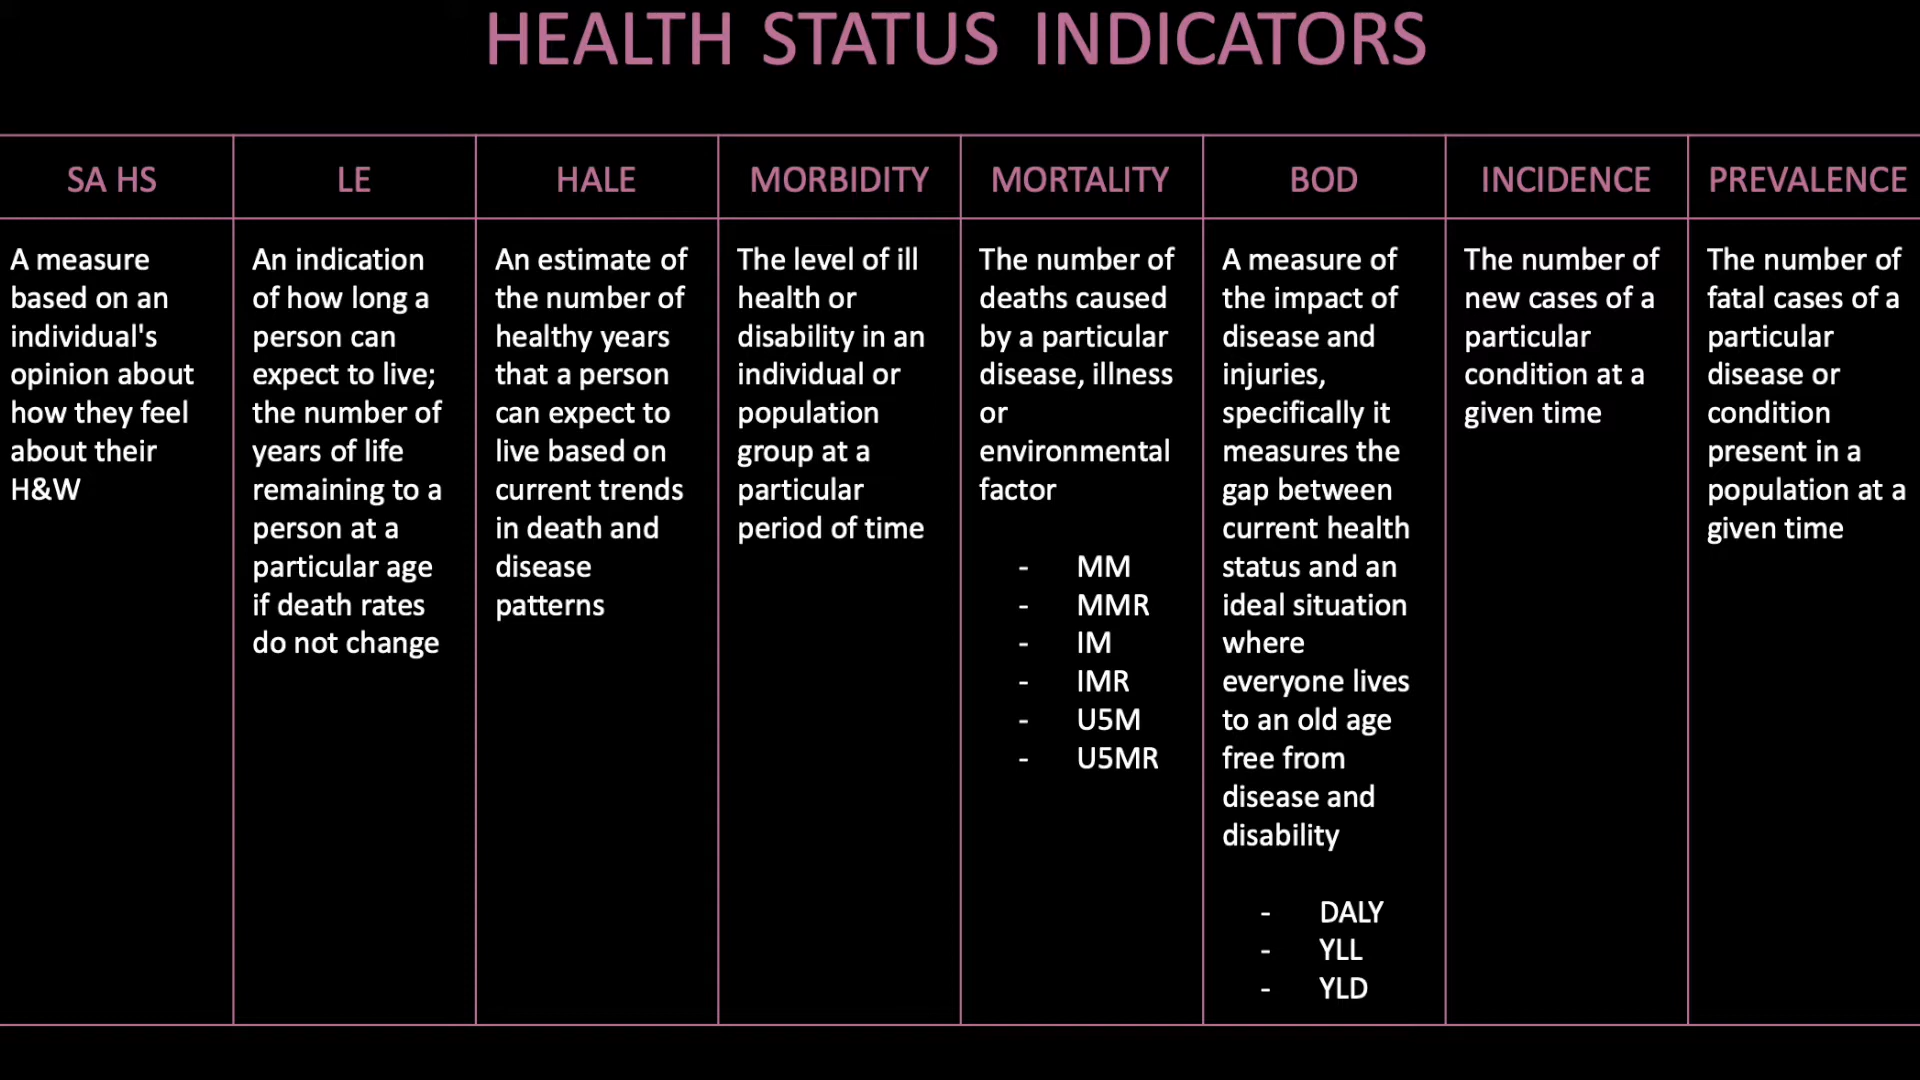 HEALTH STATUS INDICATORS
SA HS
A measure
based on an
individual's
opinion about
how they feel
about their
H&W
LE
An indication
of how long a
person can
expect to live;
the number of
years of life
remaining to a
person at a
particular age
if death rates
do not change
HALE
An estimate of
the number of
healthy years
that a person
can expect to
live based on
current trends
in death and
disease
patterns
MORBIDITY
The level of ill
health or
disability in an
individual or
population
group at a
particular
period of time
MORTALITY
The number of
deaths caused
by a particular
disease, illness
or
environmental
factor
- MM
- MMR
- IM
- IMR
- U5M
- U5MR
BOD
A measure of
the impact of
disease and
injuries,
specifically it
measures the
gap between
current health
status and an
ideal situation
where
everyone lives
to an old age
free from
disease and
disability
- DALY
- YLL
- YLD
INCIDENCE
The number of
new cases of a
particular
condition at a
given time
PREVALENCE
The number of
fatal cases of a
particular
disease or
condition
present in a
population at a
given time